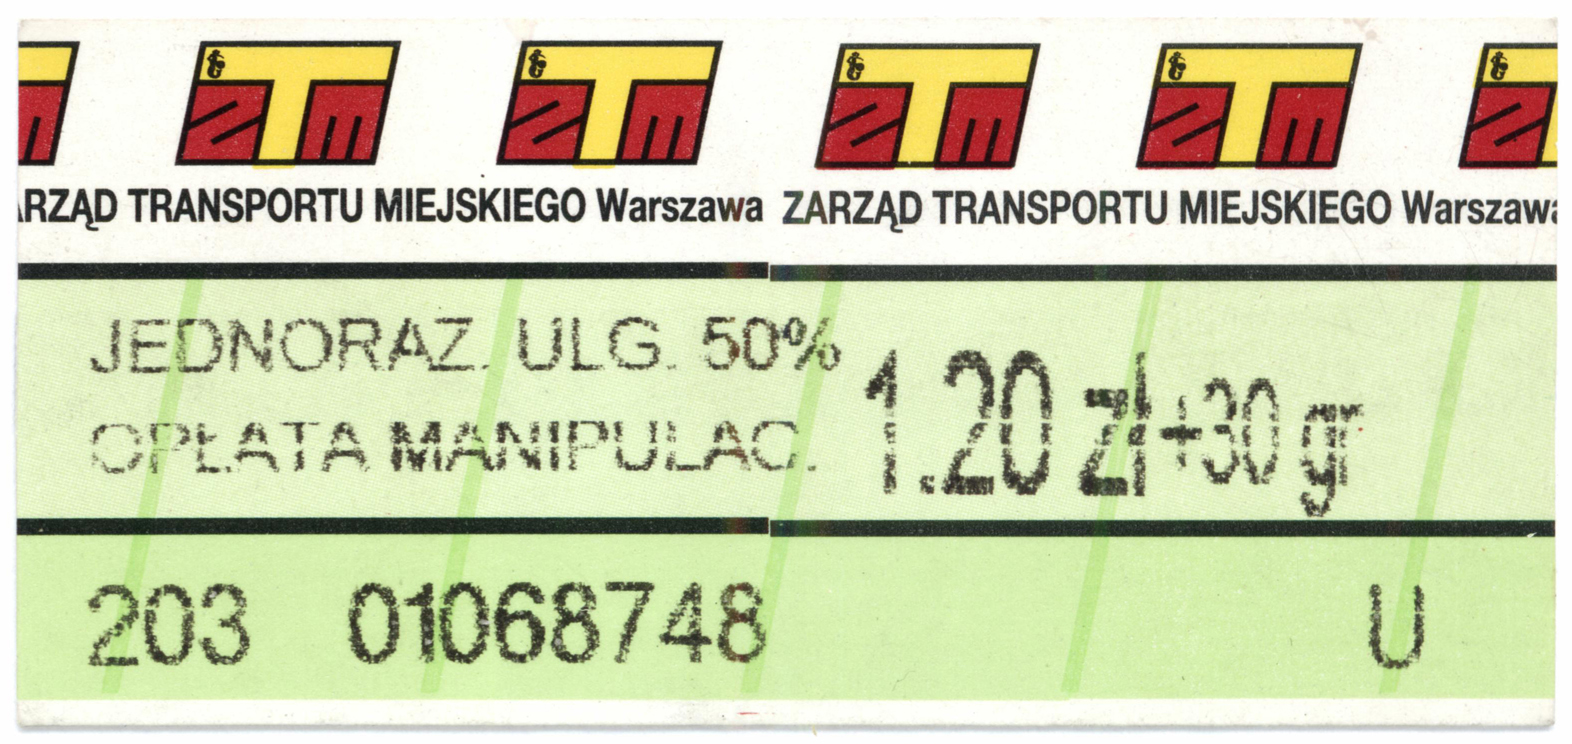 ZTM ZTM ZTM ZTM
ARZĄD TRANSPORTU MIEJSKIEGO Warszawa ZARZĄD TRANSPORTU MIEJSKIEGO Warszawa
JEDNORAZ. ULG. 50%
OPŁATA MANIPULAC.
1.20 zł+30 gr
203 01068748 U